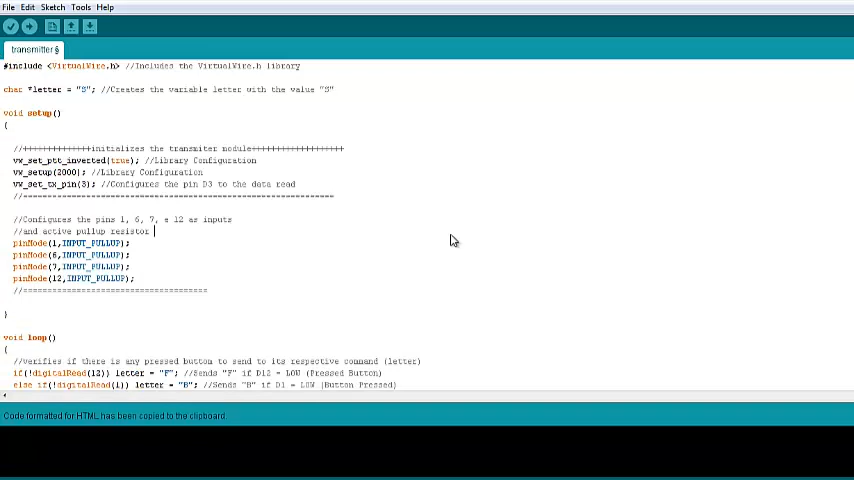 File Edit Sketch Tools Help
transmitter §
#include <VirtualWire.h> //Includes the VirtualWire.h library
char *letter = "S"; //Creates the variable letter with the value "S"
void setup()
{
//++++++++++++++initializes the transmiter module+++++++++++++++++++
vw_set_ptt_inverted(true); //Library Configuration
vw_setup(2000); //Library Configuration
vw_set_tx_pin(3); //Configures the pin D3 to the data read
//=================================================================
//Configures the pins 1, 6, 7, e 12 as inputs
//and active pullup resistor
pinMode(1,INPUT_PULLUP);
pinMode(6,INPUT_PULLUP);
pinMode(7,INPUT_PULLUP);
pinMode(12,INPUT_PULLUP);
//======================================
}
void loop()
{
//verifies if there is any pressed button to send to its respective command (letter)
if(!digitalRead(12)) letter = "F"; //Sends "F" if D12 = LOW (Pressed Button)
else if(!digitalRead(1)) letter = "B"; //Sends "B" if D1 = LOW |Button Pressed)
Code formatted for HTML has been copied to the clipboard.